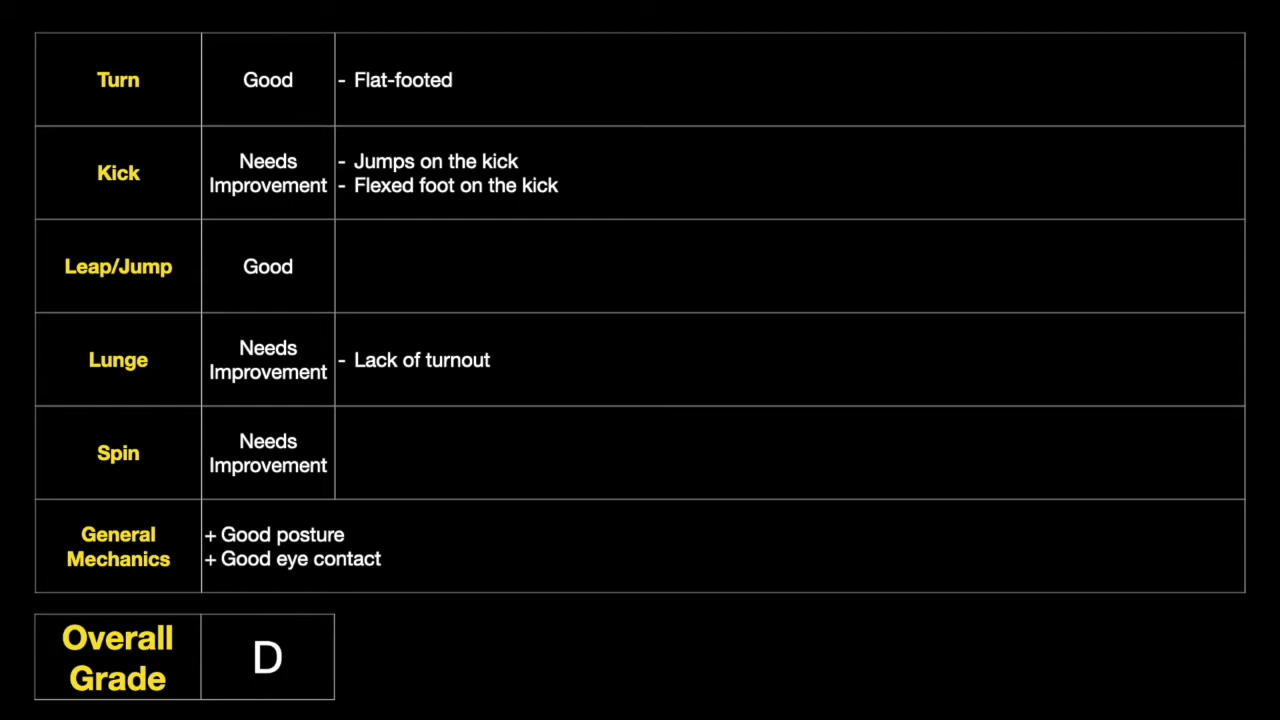 Turn
Good
- Flat-footed
Kick
Needs
Improvement
- Jumps on the kick
- Flexed foot on the kick
Leap/Jump
Good
Lunge
Needs
Improvement
- Lack of turnout
Spin
Needs
Improvement
General
Mechanics
+ Good posture
+ Good eye contact
Overall
Grade
D